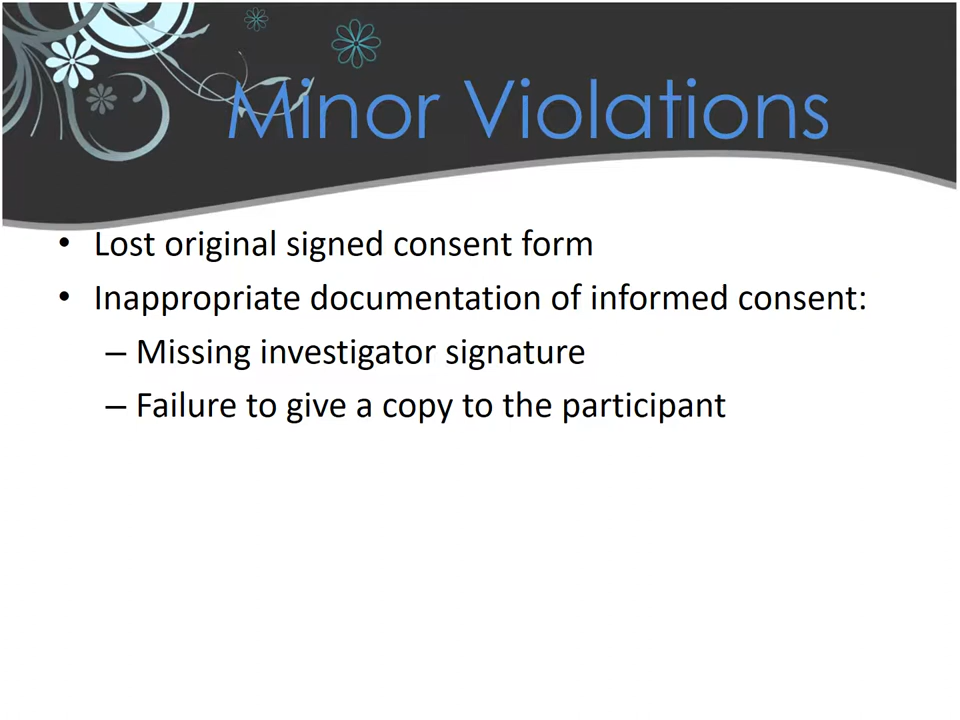 Minor Violations
• Lost original signed consent form
• Inappropriate documentation of informed consent:
– Missing investigator signature
– Failure to give a copy to the participant